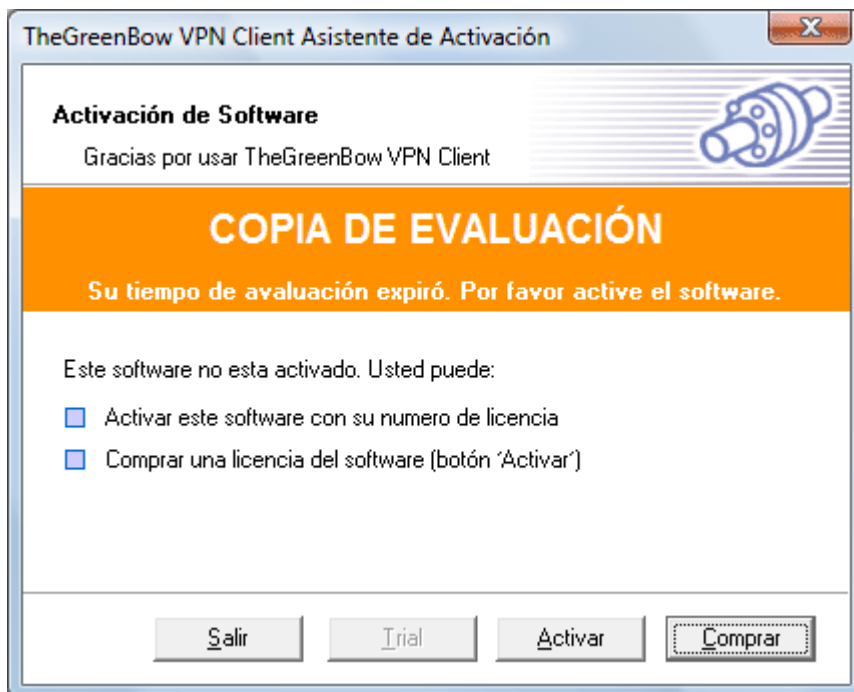 TheGreenBow VPN Client Asistente de Activación
Activación de Software
Gracias por usar TheGreenBow VPN Client
COPIA DE EVALUACIÓN
Su tiempo de avaluación expiró. Por favor active el software.
Este software no esta activado. Usted puede:
Activar este software con su numero de licencia
Comprar una licencia del software (botón ´Activar´)
Salir Trial Activar Comprar